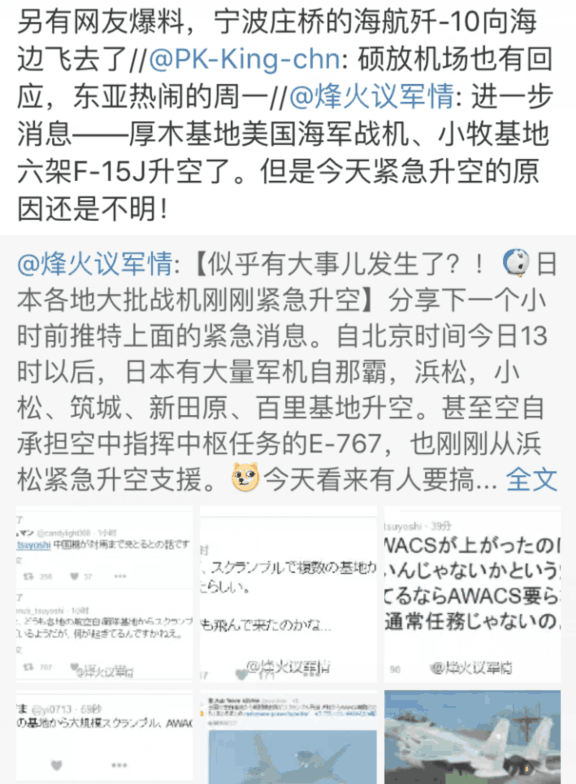 另有网友爆料，宁波庄桥的海航歼-10向海
边飞去了//@PK-King-chn: 硕放机场也有回
应，东亚热闹的周一//@烽火议军情: 进一步
消息——厚木基地美国海军战机、小牧基地
六架F-15J升空了。但是今天紧急升空的原
因还是不明！
@烽火议军情:【似乎有大事儿发生了？！日
本各地大批战机刚刚紧急升空】分享下一个小
时前推特上面的紧急消息。自北京时间今日13
时以后，日本有大量军机自那霸，浜松，小
松、筑城、新田原、百里基地升空。甚至空自
承担空中指挥中枢任务的E-767，也刚刚从浜
松紧急升空支援。今天看来有人要搞... 全文
マン @candylight068 · 1小时
tsuyoshi 中国機が対馬まで来とるとの話です
258 37
tsuyoshi · 1小时
、どうも各地の航空自衛隊基地からスクランブ
いるようだが、何が起きてるんですかねえ。
707
@烽火议军情
、スクランブルで複数の基地か
たらしい。
も飛んで来たのかな...
171
@烽火议军情
suyoshi · 39分
WACSが上がったの
いんじゃないかという
てるならAWACS要ら
通常任務じゃないの
90
@烽火议军情
@yi0713 · 69秒
の基地から大規模スクランブル、AWAC